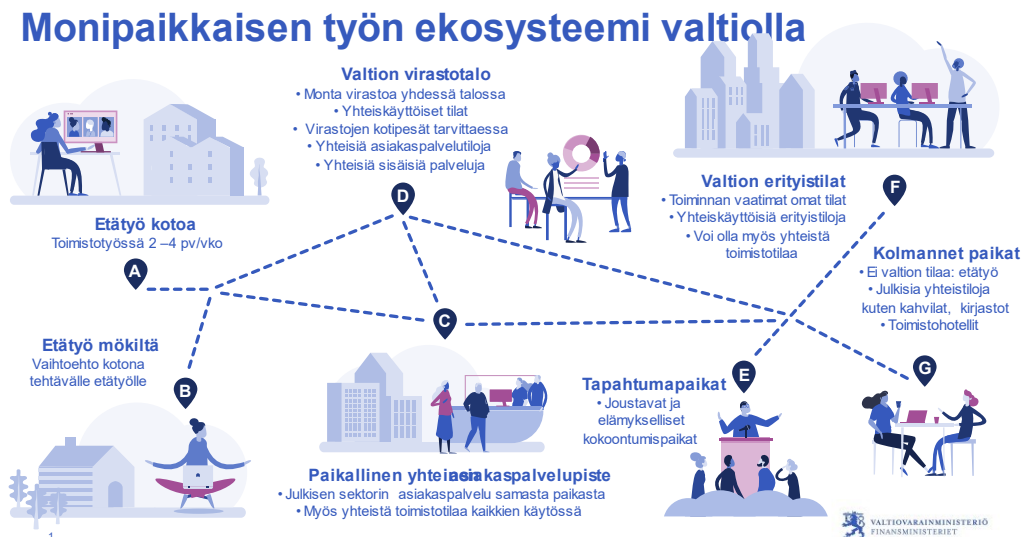 Monipaikkaisen työn ekosysteemi valtiolla
Valtion virastotalo
• Monta virastoa yhdessä talossa
• Yhteiskäyttöiset tilat
• Virastojen kotipesät tarvittaessa
• Yhteisiä asiakaspalvelutiloja
• Yhteisiä sisäisiä palveluja
D
Etätyö kotoa
Toimistotyössä 2 –4 pv/vko
A
Valtion erityistilat
• Toiminnan vaatimat omat tilat
• Yhteiskäyttöisiä erityistiloja
• Voi olla myös yhteistä
toimistotilaa
F
Kolmannet paikat
• Ei valtion tilaa: etätyö
• Julkisia yhteistiloja
kuten kahvilat, kirjastot
• Toimistohotellit
G
Etätyö mökiltä
Vaihtoehto kotona
tehtävälle etätyölle
B
C
Paikallinen yhteinen asiakaspalvelupiste
• Julkisen sektorin asiakaspalvelu samasta paikasta
• Myös yhteistä toimistotilaa kaikkien käytössä
Tapahtumapaikat
• Joustavat ja
elämykselliset
kokoontumispaikat
E
1
VALTIOVARAINMINISTERIÖ
FINANSMINISTERIET